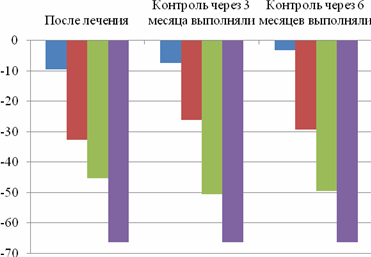 После лечения
Контроль через 3
месяца выполняли
Контроль через 6
месяцев выполняли
0
-10
-20
-30
-40
-50
-60
-70